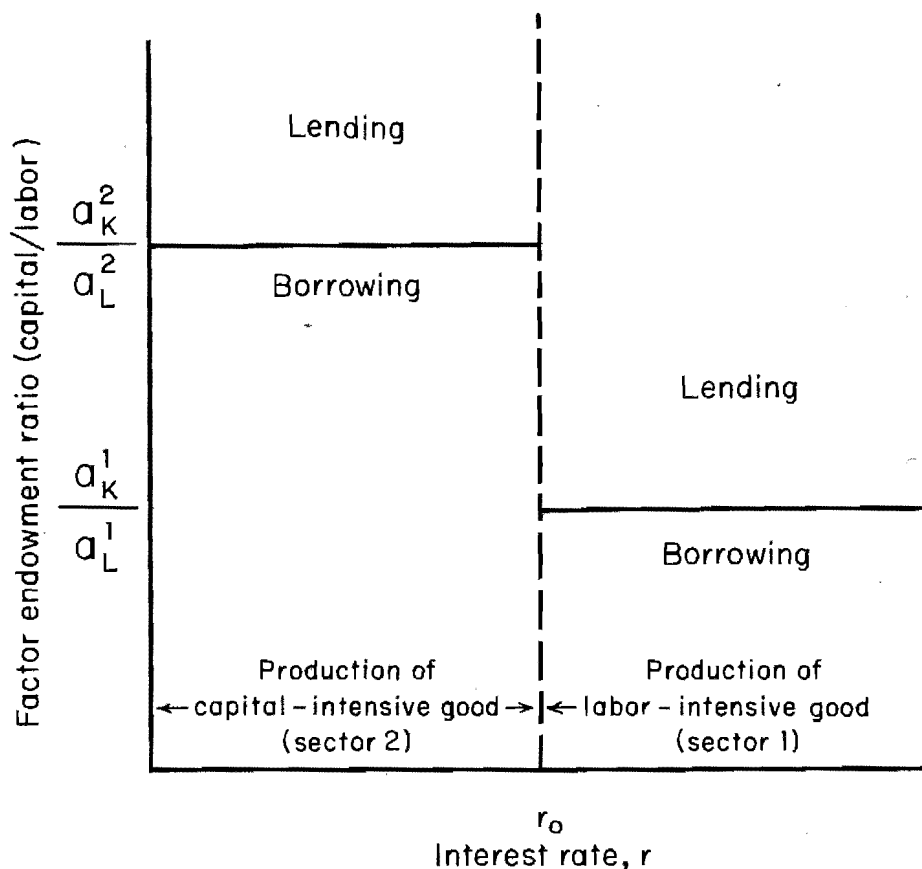 Factor endowment ratio (capital/labor)
Lending
a_K^2
a_L^2
Borrowing
Lending
a_K^1
a_L^1
Borrowing
Production of
capital-intensive good
(sector 2)
Production of
labor-intensive good
(sector 1)
r_o
Interest rate, r